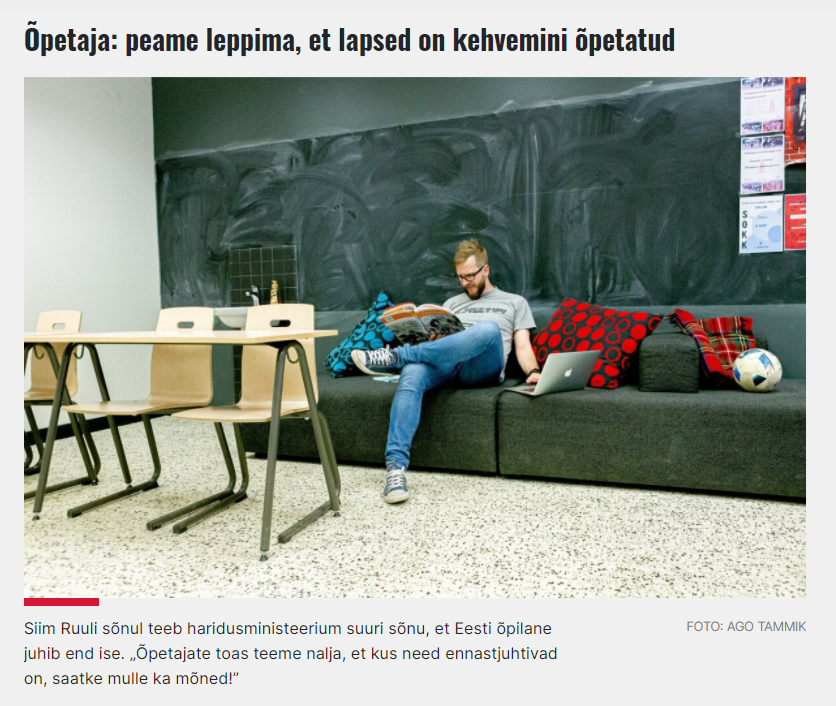 Õpetaja: peame leppima, et lapsed on kehvemini õpetatud
S
O
K
K
Siim Ruuli sõnul teeb haridusministeerium suuri sõnu, et Eesti õpilane
FOTO: AGO TAMMIK
juhib end ise. „Õpetajate toas teeme nalja, et kus need ennastjuhtivad
on, saatke mulle ka mõned!”